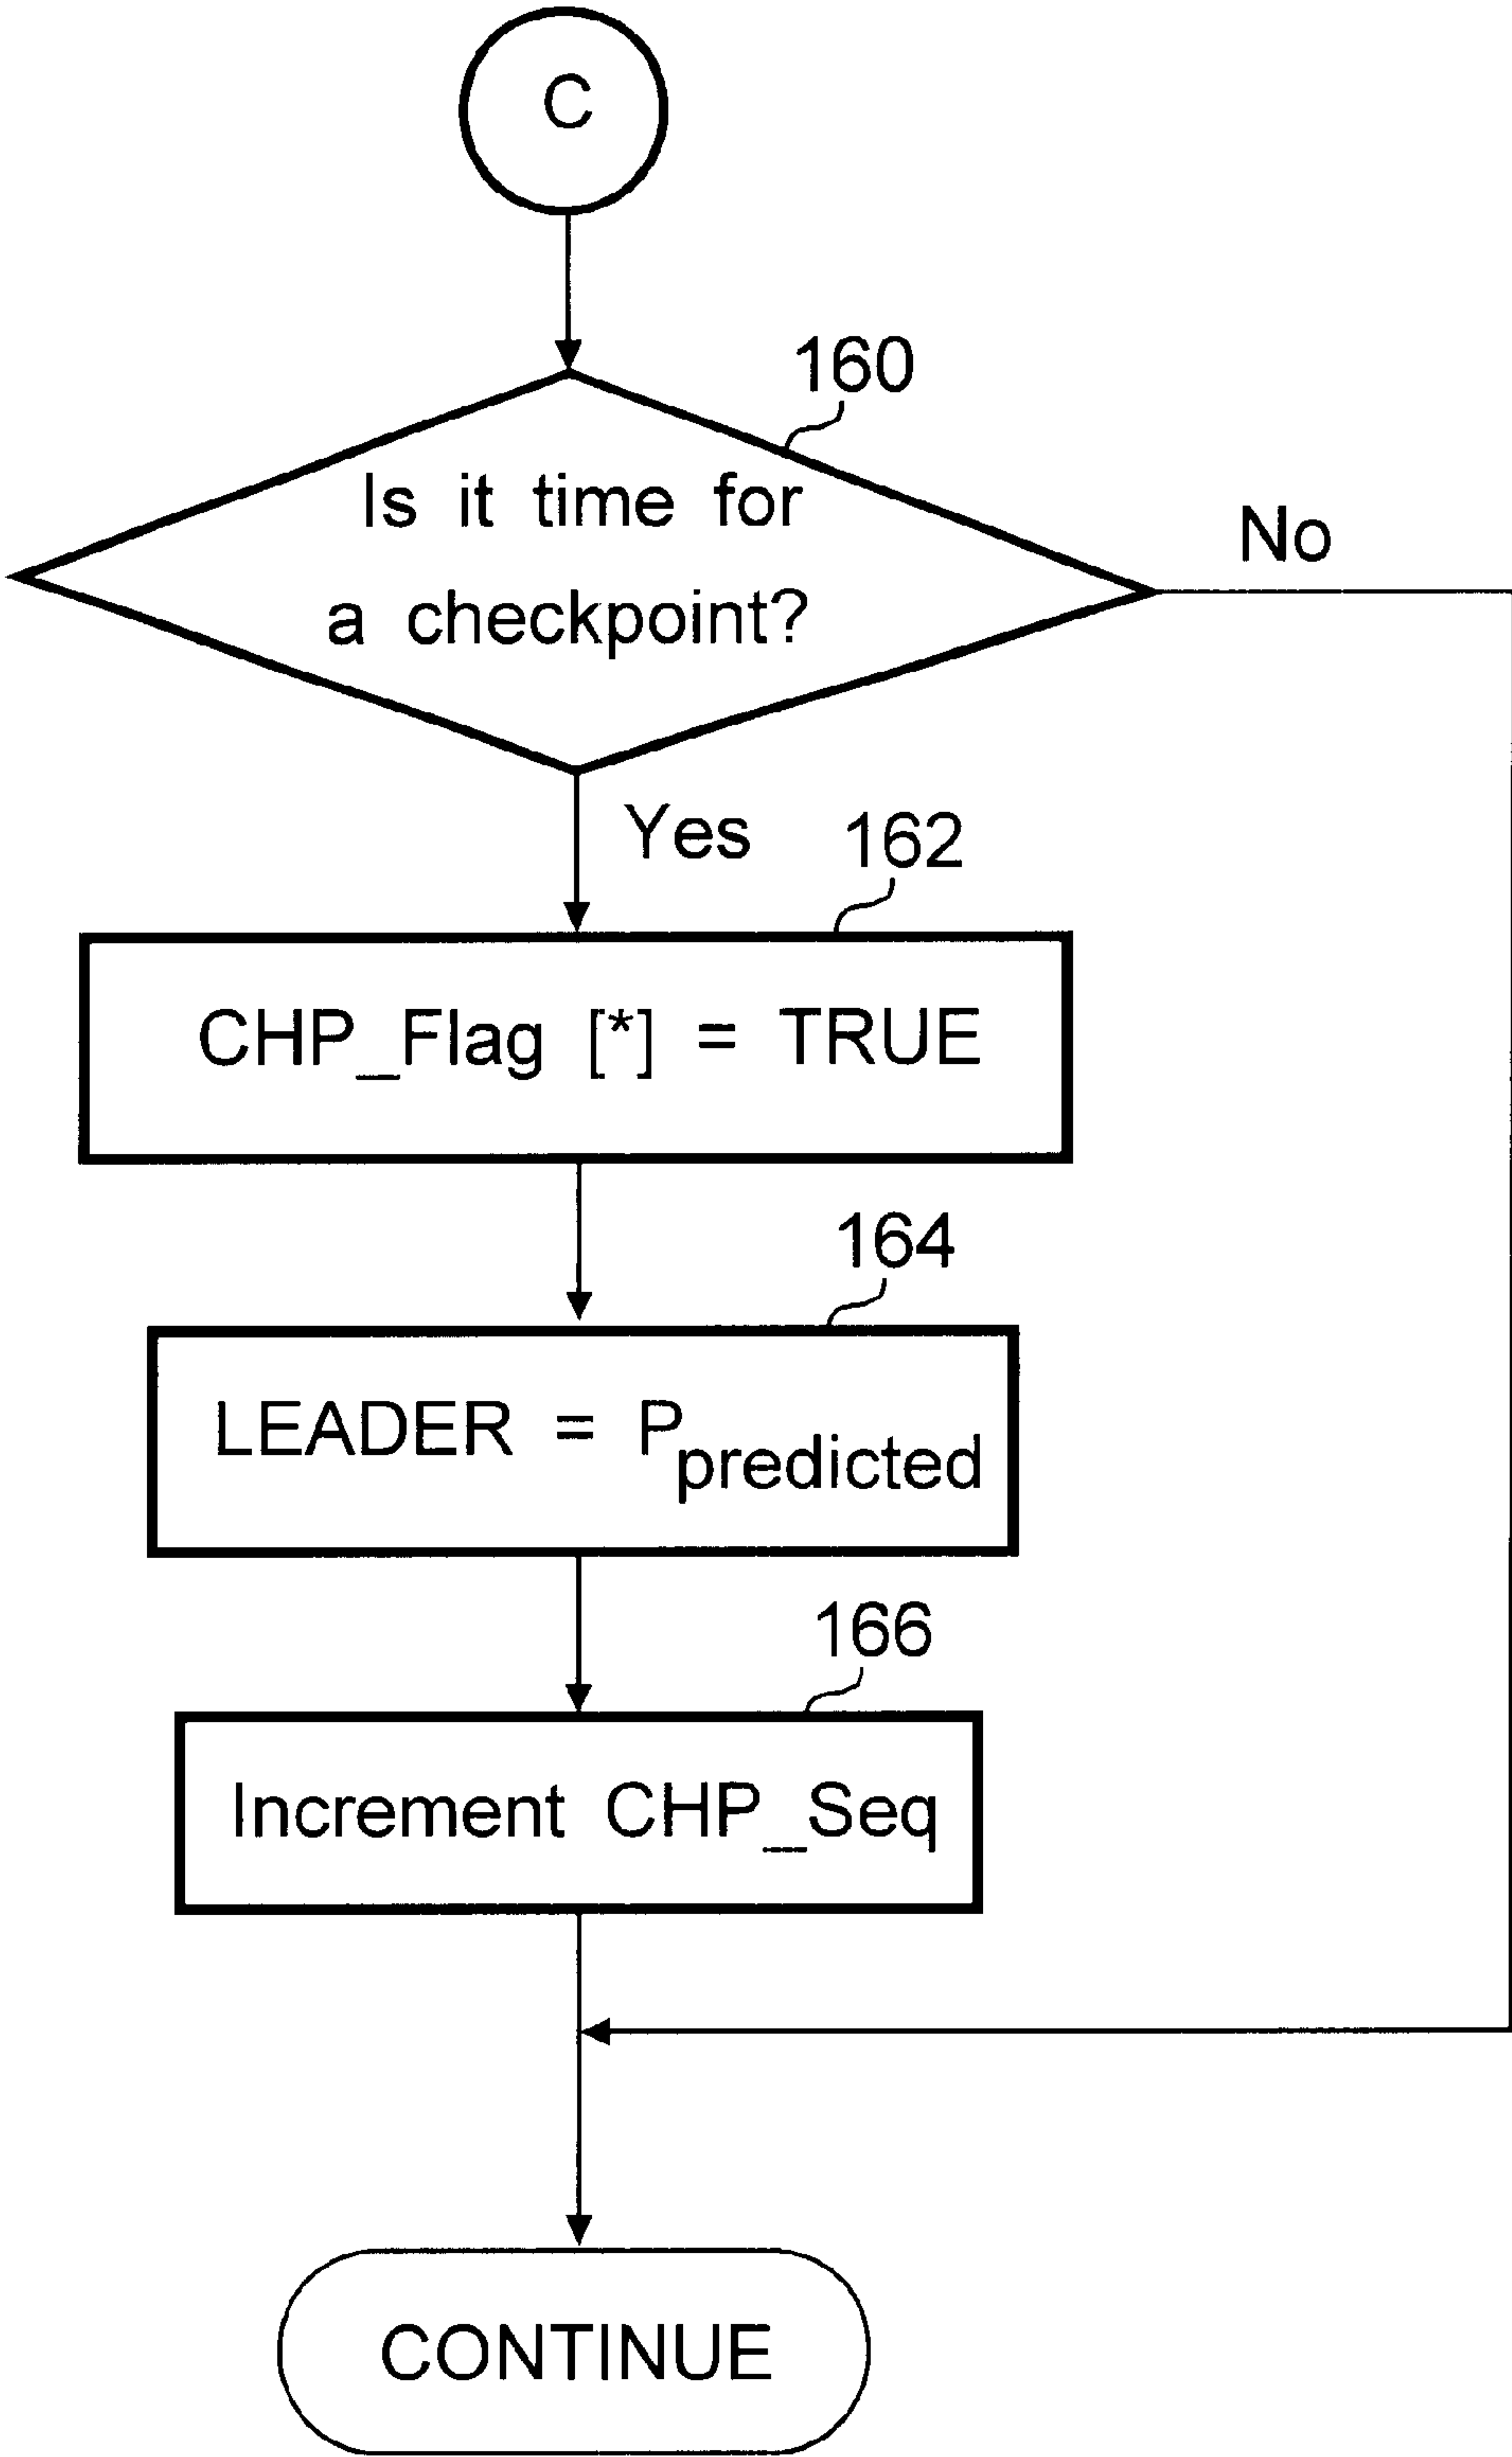 C
160
Is it time for
a checkpoint?
No
Yes
162
CHP_Flag [*] = TRUE
164
LEADER = Ppredicted
166
Increment CHP_Seq
CONTINUE